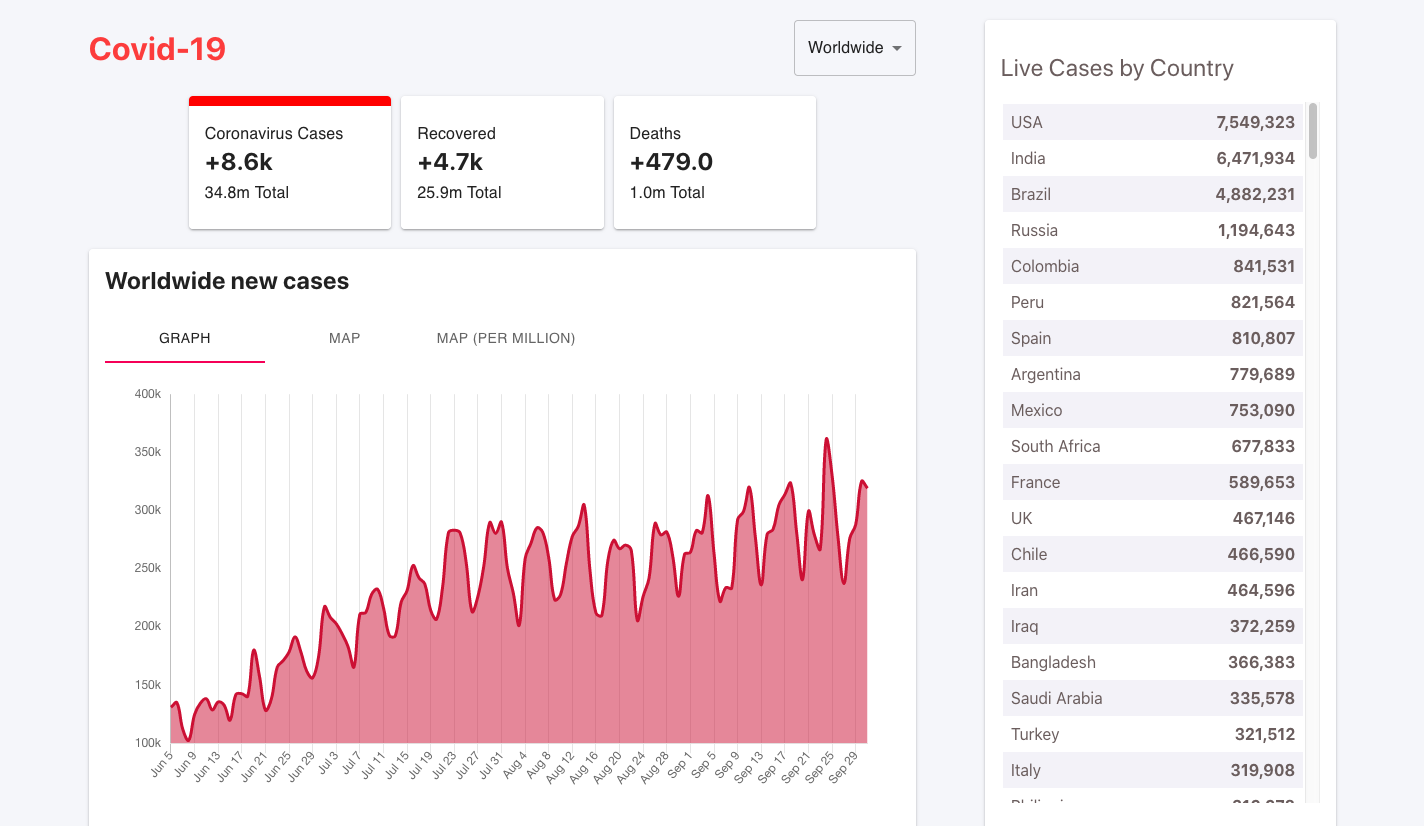 Covid-19
Worldwide
Coronavirus Cases
+8.6k
34.8m Total
Recovered
+4.7k
25.9m Total
Deaths
+479.0
1.0m Total
Worldwide new cases
GRAPH MAP MAP (PER MILLION)
400k
350k
300k
250k
200k
150k
100k
Jun 5 Jun 9 Jun 13 Jun 17 Jun 21 Jun 25 Jun 29 Jul 3 Jul 7 Jul 11 Jul 15 Jul 19 Jul 23 Jul 27 Jul 31 Aug 4 Aug 8 Aug 12 Aug 16 Aug 20 Aug 24 Aug 28 Sep 1 Sep 5 Sep 9 Sep 13 Sep 17 Sep 21 Sep 25 Sep 29
Live Cases by Country
USA 7,549,323
India 6,471,934
Brazil 4,882,231
Russia 1,194,643
Colombia 841,531
Peru 821,564
Spain 810,807
Argentina 779,689
Mexico 753,090
South Africa 677,833
France 589,653
UK 467,146
Chile 466,590
Iran 464,596
Iraq 372,259
Bangladesh 366,383
Saudi Arabia 335,578
Turkey 321,512
Italy 319,908